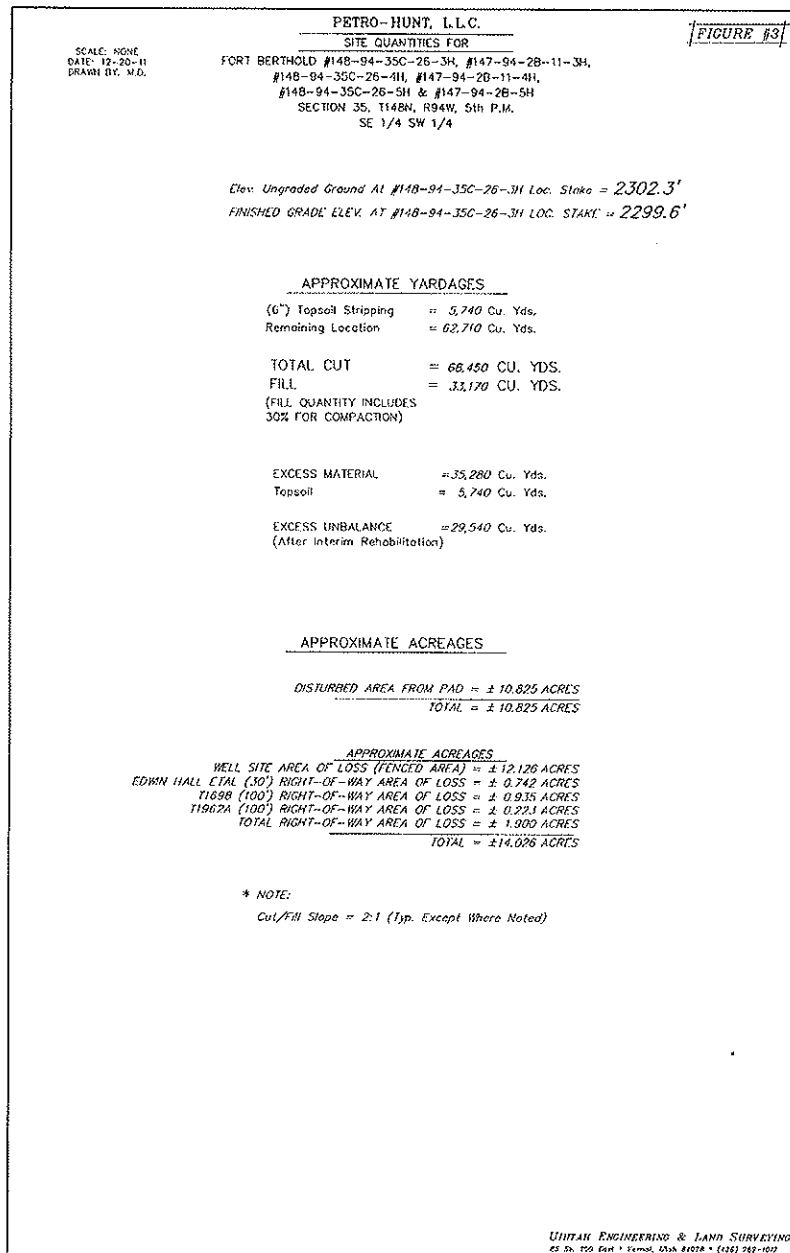 PETRO-HUNT, L.L.C.
SITE QUANTITIES FOR
FORT BERTHOLD #148-94-35C-26-3H, #147-94-2B-11-3H,
#148-94-35C-26-4H, #147-94-2B-11-4H,
#148-94-35C-26-5H & #147-94-2B-5H
SECTION 35, T148N, R94W, 5th P.M.
SE 1/4 SW 1/4
FIGURE #3
SCALE: NONE
DATE: 12-20-11
DRAWN BY: M.D.
Elev. Ungraded Ground At #148-94-35C-26-3H Loc. Stake = 2302.3'
FINISHED GRADE ELEV. AT #148-94-35C-26-3H LOC. STAKE = 2299.6'
APPROXIMATE YARDAGES
(6") Topsoil Stripping = 5,740 Cu. Yds.
Remaining Location = 62,710 Cu. Yds.
TOTAL CUT = 68,450 CU. YDS.
FILL = 33,170 CU. YDS.
(FILL QUANTITY INCLUDES
30% FOR COMPACTION)
EXCESS MATERIAL = 35,280 Cu. Yds.
Topsoil = 5,740 Cu. Yds.
EXCESS UNBALANCE = 29,540 Cu. Yds.
(After Interim Rehabilitation)
APPROXIMATE ACREAGES
DISTURBED AREA FROM PAD = ± 10.825 ACRES
TOTAL = ± 10.825 ACRES
APPROXIMATE ACREAGES
WELL SITE AREA OF LOSS (FENCED AREA) = ± 12.126 ACRES
EDWIN HALL ETAL (30') RIGHT-OF-WAY AREA OF LOSS = ± 0.742 ACRES
T169B (100') RIGHT-OF-WAY AREA OF LOSS = ± 0.935 ACRES
T1962A (100') RIGHT-OF-WAY AREA OF LOSS = ± 0.223 ACRES
TOTAL RIGHT-OF-WAY AREA OF LOSS = ± 1.900 ACRES
TOTAL = ±14.026 ACRES
* NOTE:
Cut/Fill Slope = 2:1 (Typ. Except Where Noted)
UINTAH ENGINEERING & LAND SURVEYING
85 So. 200 East * Vernal, Utah 84078 * (435) 789-1017